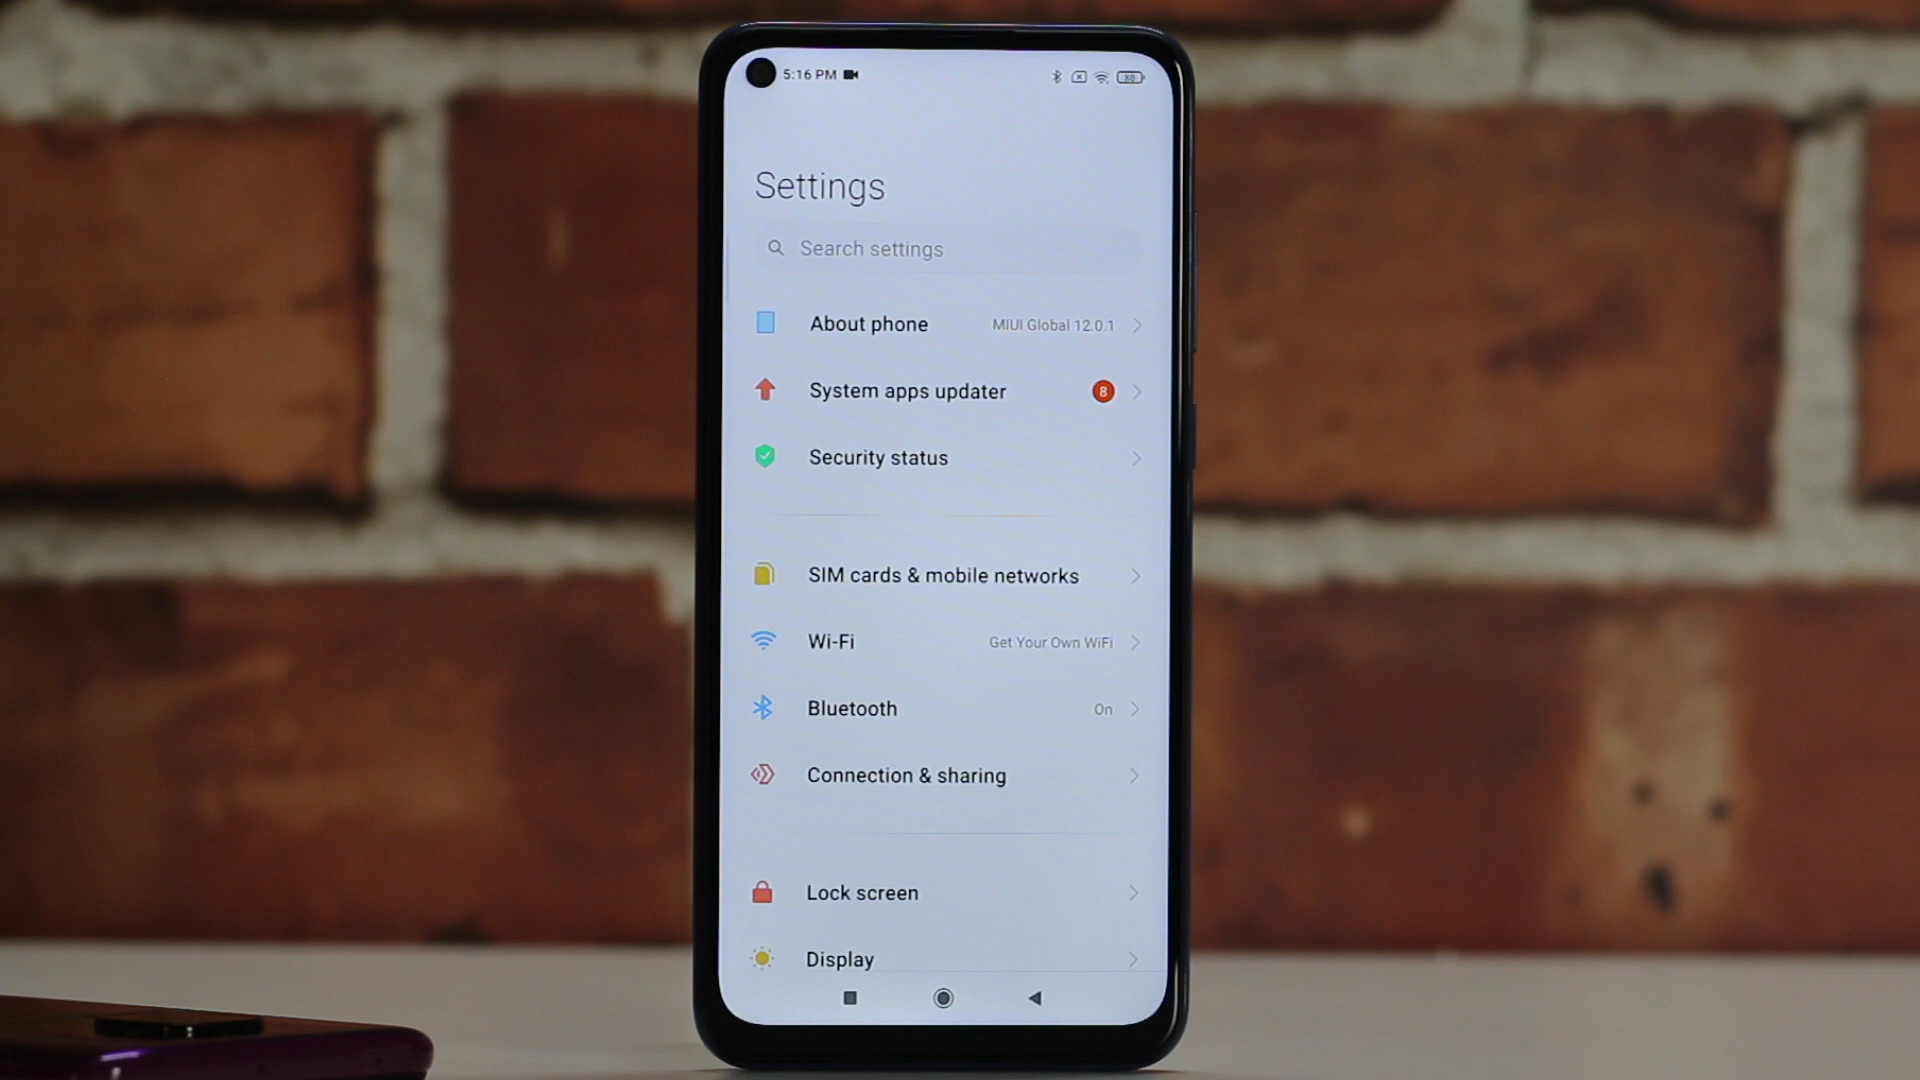 5:16 PM
80
Settings
Search settings
About phone MIUI Global 12.0.1
System apps updater 8
Security status
SIM cards & mobile networks
Wi-Fi Get Your Own WiFi
Bluetooth On
Connection & sharing
Lock screen
Display